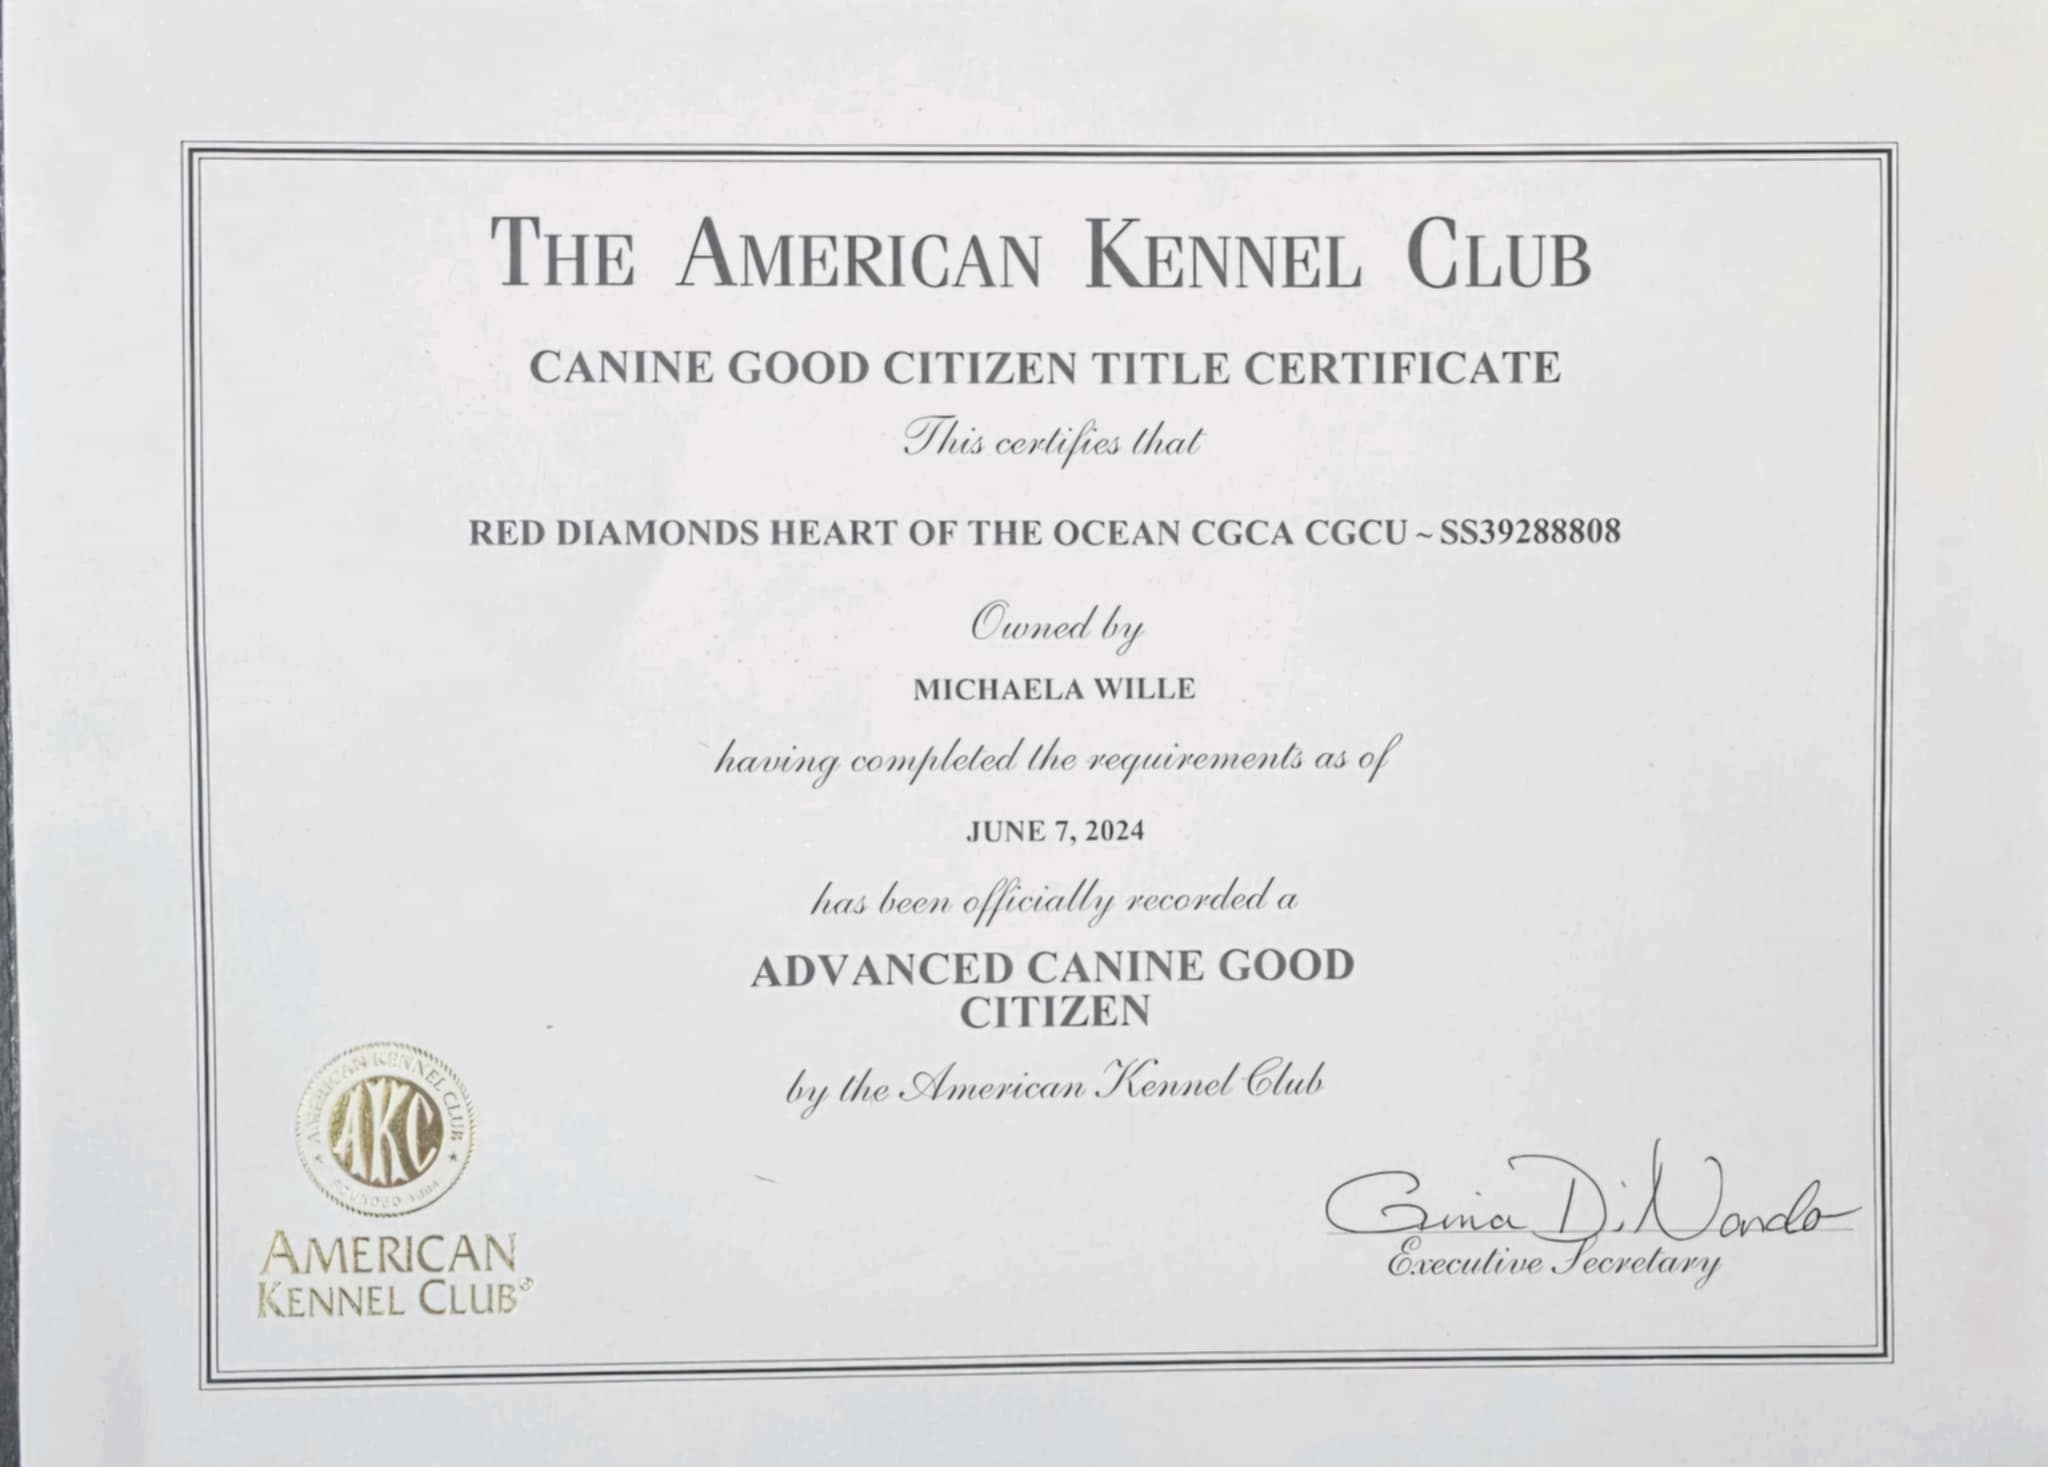 THE AMERICAN KENNEL CLUB
CANINE GOOD CITIZEN TITLE CERTIFICATE
This certifies that
RED DIAMONDS HEART OF THE OCEAN CGCA CGCU ~ SS39288808
Owned by
MICHAELA WILLE
having completed the requirements as of
JUNE 7, 2024
has been officially recorded a
ADVANCED CANINE GOOD
CITIZEN
by the American Kennel Club
AMERICAN KENNEL CLUB
AKC
FOUNDED 1884
AMERICAN
KENNEL CLUB®
Gina DiNardo
Executive Secretary